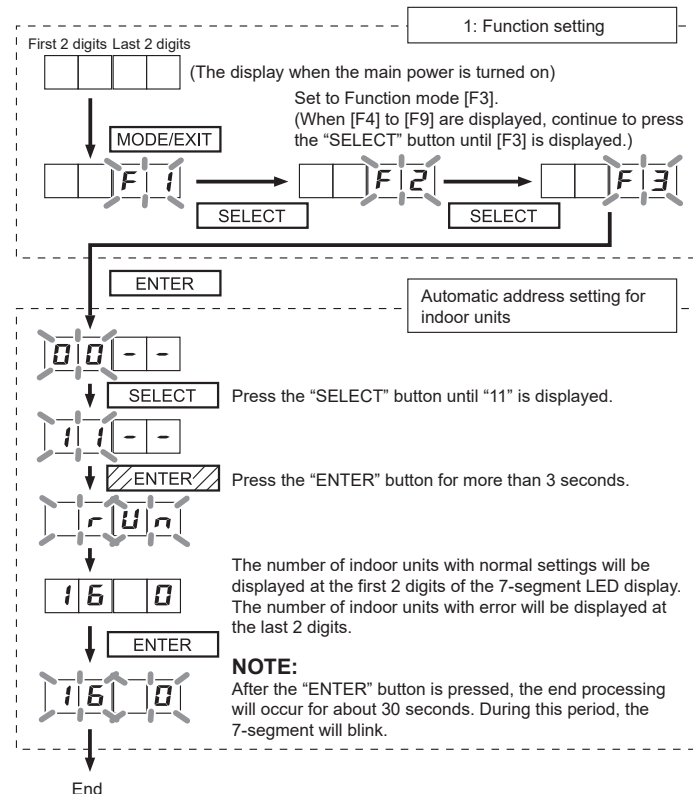 1: Function setting
First 2 digits Last 2 digits
(The display when the main power is turned on)
Set to Function mode [F3].
(When [F4] to [F9] are displayed, continue to press
the “SELECT” button until [F3] is displayed.)
MODE/EXIT
F 1
F 2
F 3
SELECT
SELECT
ENTER
Automatic address setting for
indoor units
0 0 - -
SELECT
Press the “SELECT” button until “11” is displayed.
1 1 - -
ENTER
Press the “ENTER” button for more than 3 seconds.
r U n
The number of indoor units with normal settings will be
displayed at the first 2 digits of the 7-segment LED display.
The number of indoor units with error will be displayed at
the last 2 digits.
1 6 0
ENTER
NOTE:
After the “ENTER” button is pressed, the end processing
will occur for about 30 seconds. During this period, the
7-segment will blink.
1 6 0
End